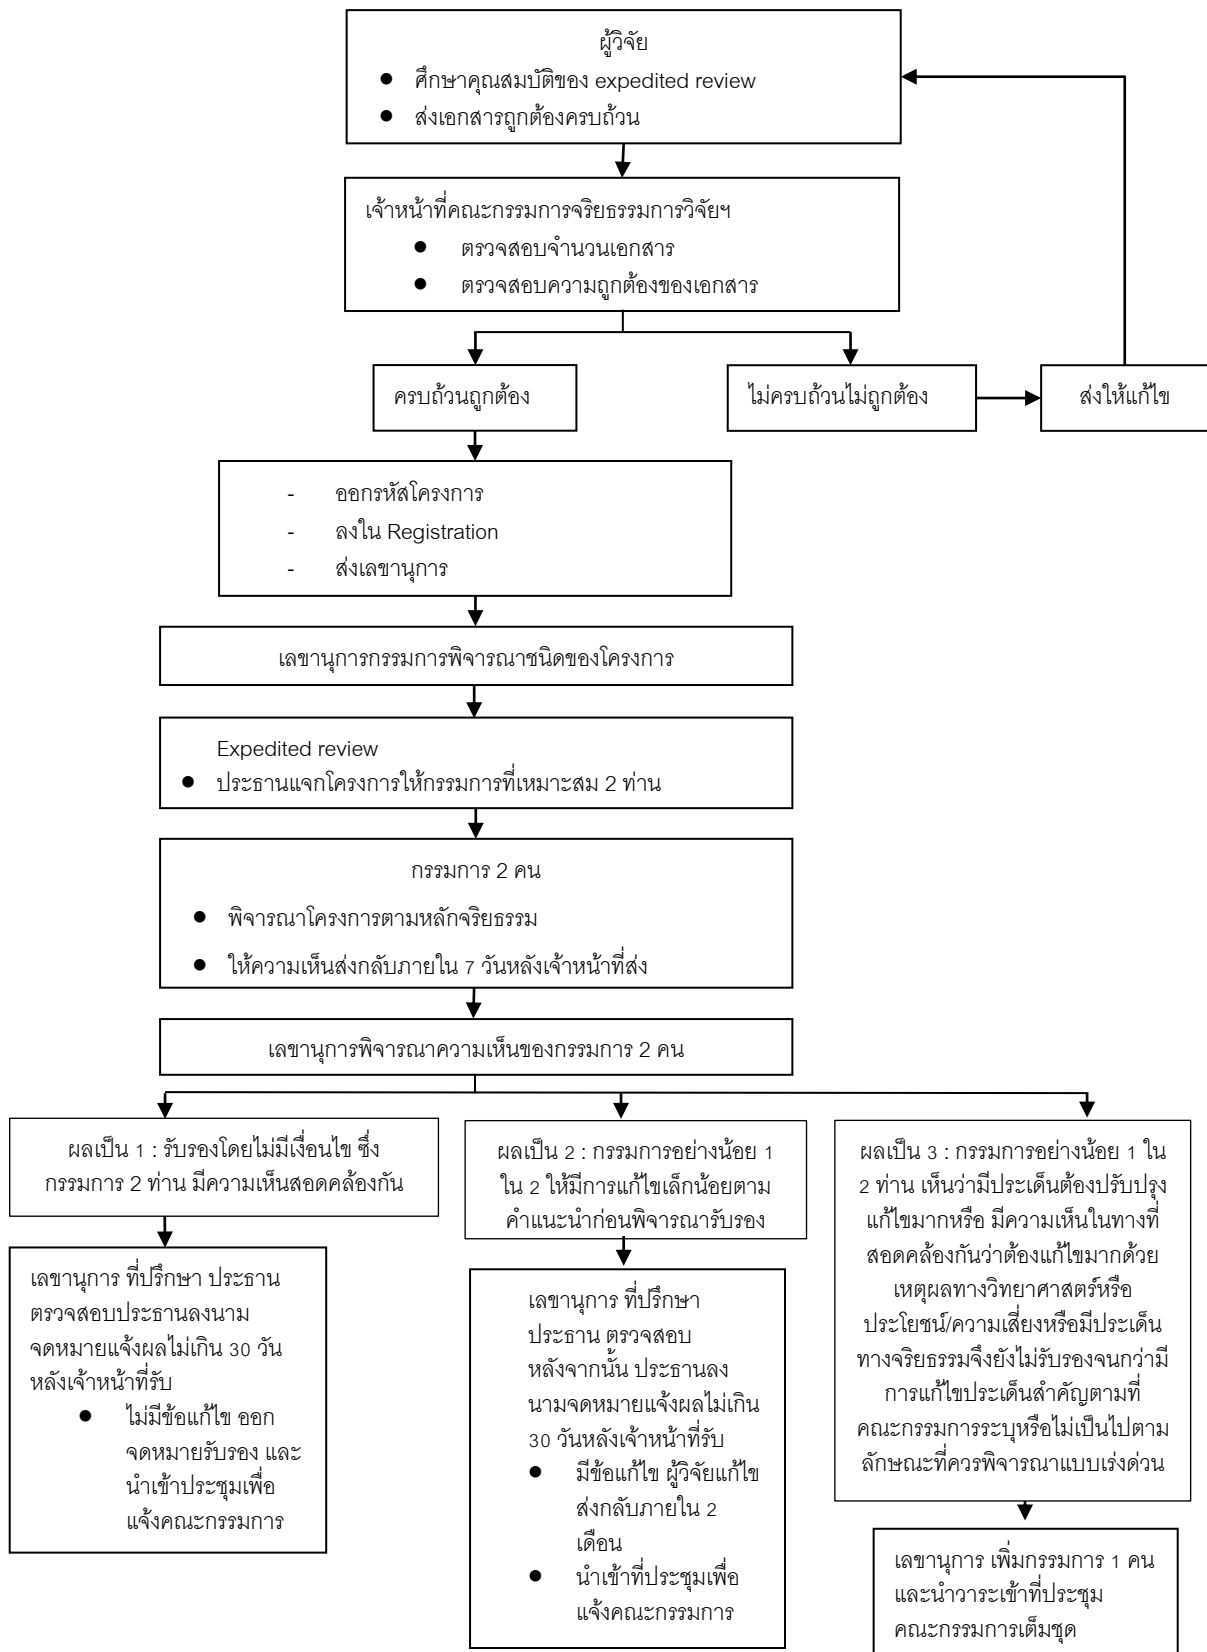 ผู้วิจัย
● ศึกษาคุณสมบัติของ expedited review
● ส่งเอกสารถูกต้องครบถ้วน
เจ้าหน้าที่คณะกรรมการจริยธรรมการวิจัยฯ
● ตรวจสอบจำนวนเอกสาร
● ตรวจสอบความถูกต้องของเอกสาร
ครบถ้วนถูกต้อง
ไม่ครบถ้วนไม่ถูกต้อง
ส่งให้แก้ไข
- ออกรหัสโครงการ
- ลงใน Registration
- ส่งเลขานุการ
เลขานุการกรรมการพิจารณาชนิดของโครงการ
Expedited review
● ประธานแจกโครงการให้กรรมการที่เหมาะสม 2 ท่าน
กรรมการ 2 คน
● พิจารณาโครงการตามหลักจริยธรรม
● ให้ความเห็นส่งกลับภายใน 7 วันหลังเจ้าหน้าที่ส่ง
เลขานุการพิจารณาความเห็นของกรรมการ 2 คน
ผลเป็น 1 : รับรองโดยไม่มีเงื่อนไข ซึ่ง
กรรมการ 2 ท่าน มีความเห็นสอดคล้องกัน
เลขานุการ ที่ปรึกษา ประธาน
ตรวจสอบประธานลงนาม
จดหมายแจ้งผลไม่เกิน 30 วัน
หลังเจ้าหน้าที่รับ
● ไม่มีข้อแก้ไข ออก
จดหมายรับรอง และ
นำเข้าประชุมเพื่อ
แจ้งคณะกรรมการ
ผลเป็น 2 : กรรมการอย่างน้อย 1
ใน 2 ให้มีการแก้ไขเล็กน้อยตาม
คำแนะนำก่อนพิจารณารับรอง
เลขานุการ ที่ปรึกษา
ประธาน ตรวจสอบ
หลังจากนั้น ประธานลง
นามจดหมายแจ้งผลไม่เกิน
30 วันหลังเจ้าหน้าที่รับ
● มีข้อแก้ไข ผู้วิจัยแก้ไข
ส่งกลับภายใน 2
เดือน
● นำเข้าที่ประชุมเพื่อ
แจ้งคณะกรรมการ
ผลเป็น 3 : กรรมการอย่างน้อย 1 ใน
2 ท่าน เห็นว่ามีประเด็นต้องปรับปรุง
แก้ไขมากหรือ มีความเห็นในทางที่
สอดคล้องกันว่าต้องแก้ไขมากด้วย
เหตุผลทางวิทยาศาสตร์หรือ
ประโยชน์/ความเสี่ยงหรือมีประเด็น
ทางจริยธรรมจึงยังไม่รับรองจนกว่ามี
การแก้ไขประเด็นสำคัญตามที่
คณะกรรมการระบุหรือไม่เป็นไปตาม
ลักษณะที่ควรพิจารณาแบบเร่งด่วน
เลขานุการ เพิ่มกรรมการ 1 คน
และนำวาระเข้าที่ประชุม
คณะกรรมการเต็มชุด